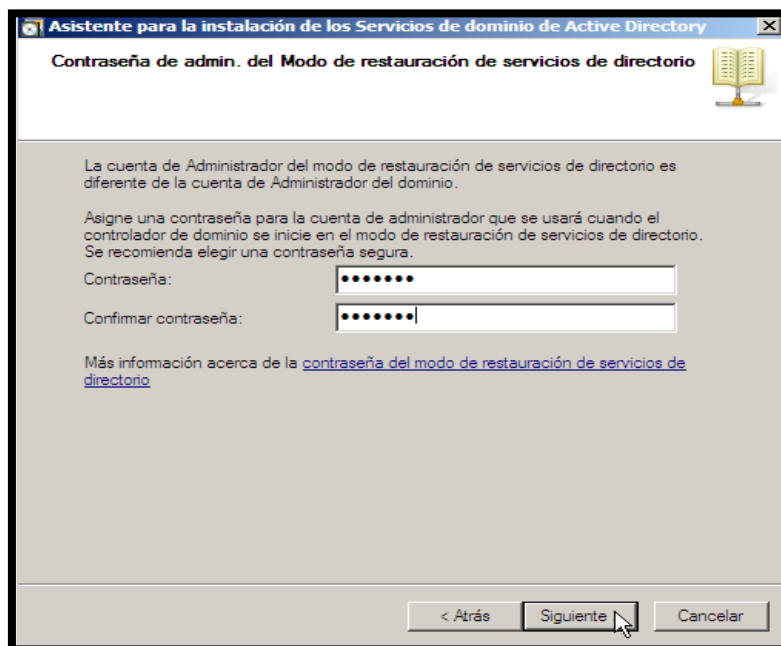 Asistente para la instalación de los Servicios de dominio de Active Directory
Contraseña de admin. del Modo de restauración de servicios de directorio
La cuenta de Administrador del modo de restauración de servicios de directorio es
diferente de la cuenta de Administrador del dominio.
Asigne una contraseña para la cuenta de administrador que se usará cuando el
controlador de dominio se inicie en el modo de restauración de servicios de directorio.
Se recomienda elegir una contraseña segura.
Contraseña: •••••••
Confirmar contraseña: •••••••
Más información acerca de la contraseña del modo de restauración de servicios de
directorio
< Atrás Siguiente Cancelar